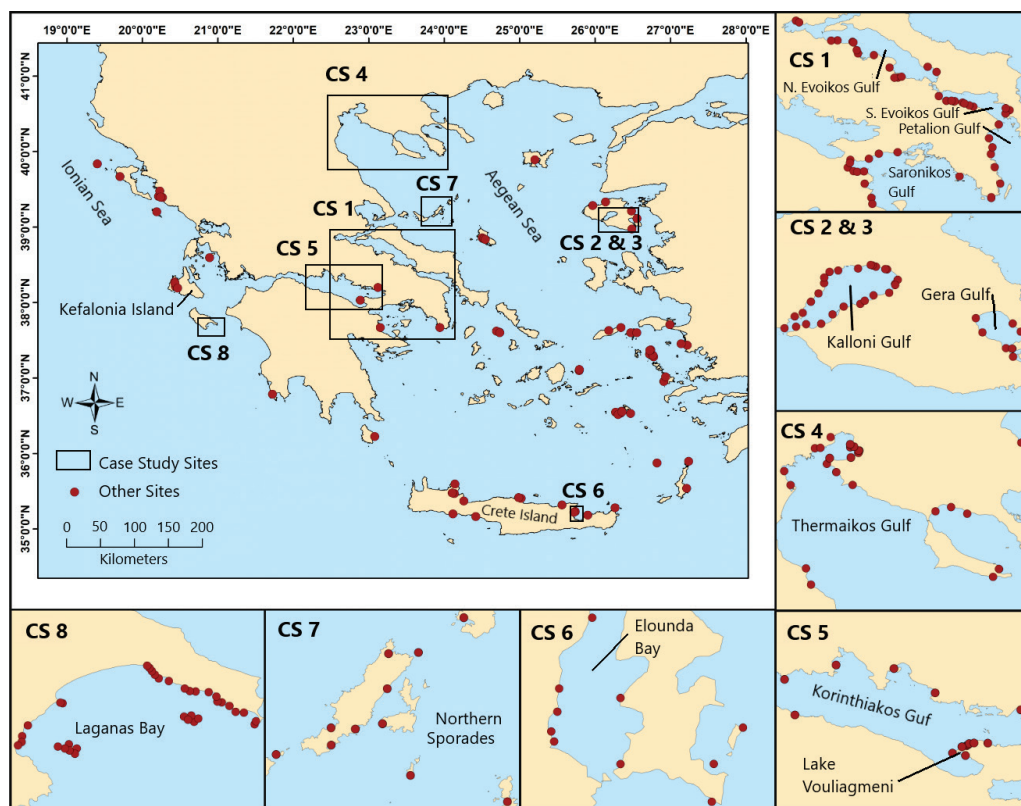 19°0'0"E 20°0'0"E 22°0'0"E 23°0'0"E 24°0'0"E 25°0'0"E 26°0'0"E 27°0'0"E 28°0'0"E
41°0'0"N
40°0'0"N
39°0'0"N
38°0'0"N
37°0'0"N
36°0'0"N
35°0'0"N
CS 4
CS 7
CS 1
CS 5
CS 2 & 3
CS 8
CS 6
Ionian Sea
Aegean Sea
Kefalonia Island
Crete Island
N
W E
S
Case Study Sites
Other Sites
0 50 100 150 200
Kilometers
CS 1
N. Evoikos Gulf
S. Evoikos Gulf
Petalion Gulf
Saronikos
Gulf
CS 2 & 3
Gera Gulf
Kalloni Gulf
CS 4
Thermaikos Gulf
CS 8
Laganas Bay
CS 7
Northern
Sporades
CS 6
Elounda
Bay
CS 5
Korinthiakos Guf
Lake
Vouliagmeni